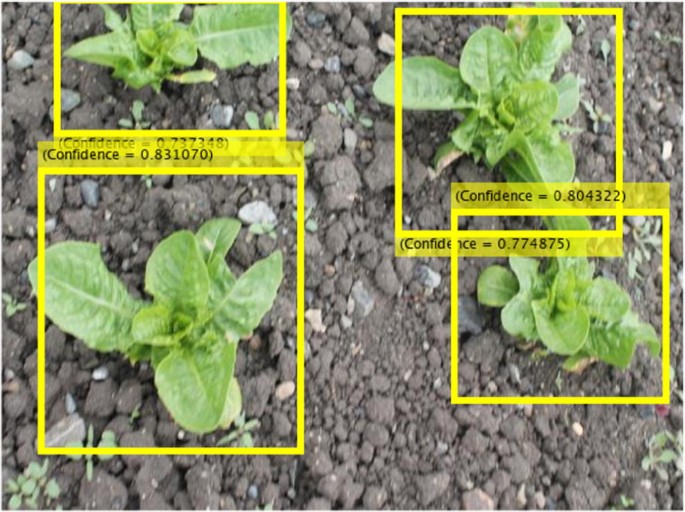 (Confidence = 0.737348)
(Confidence = 0.831070)
(Confidence = 0.804322)
(Confidence = 0.774875)